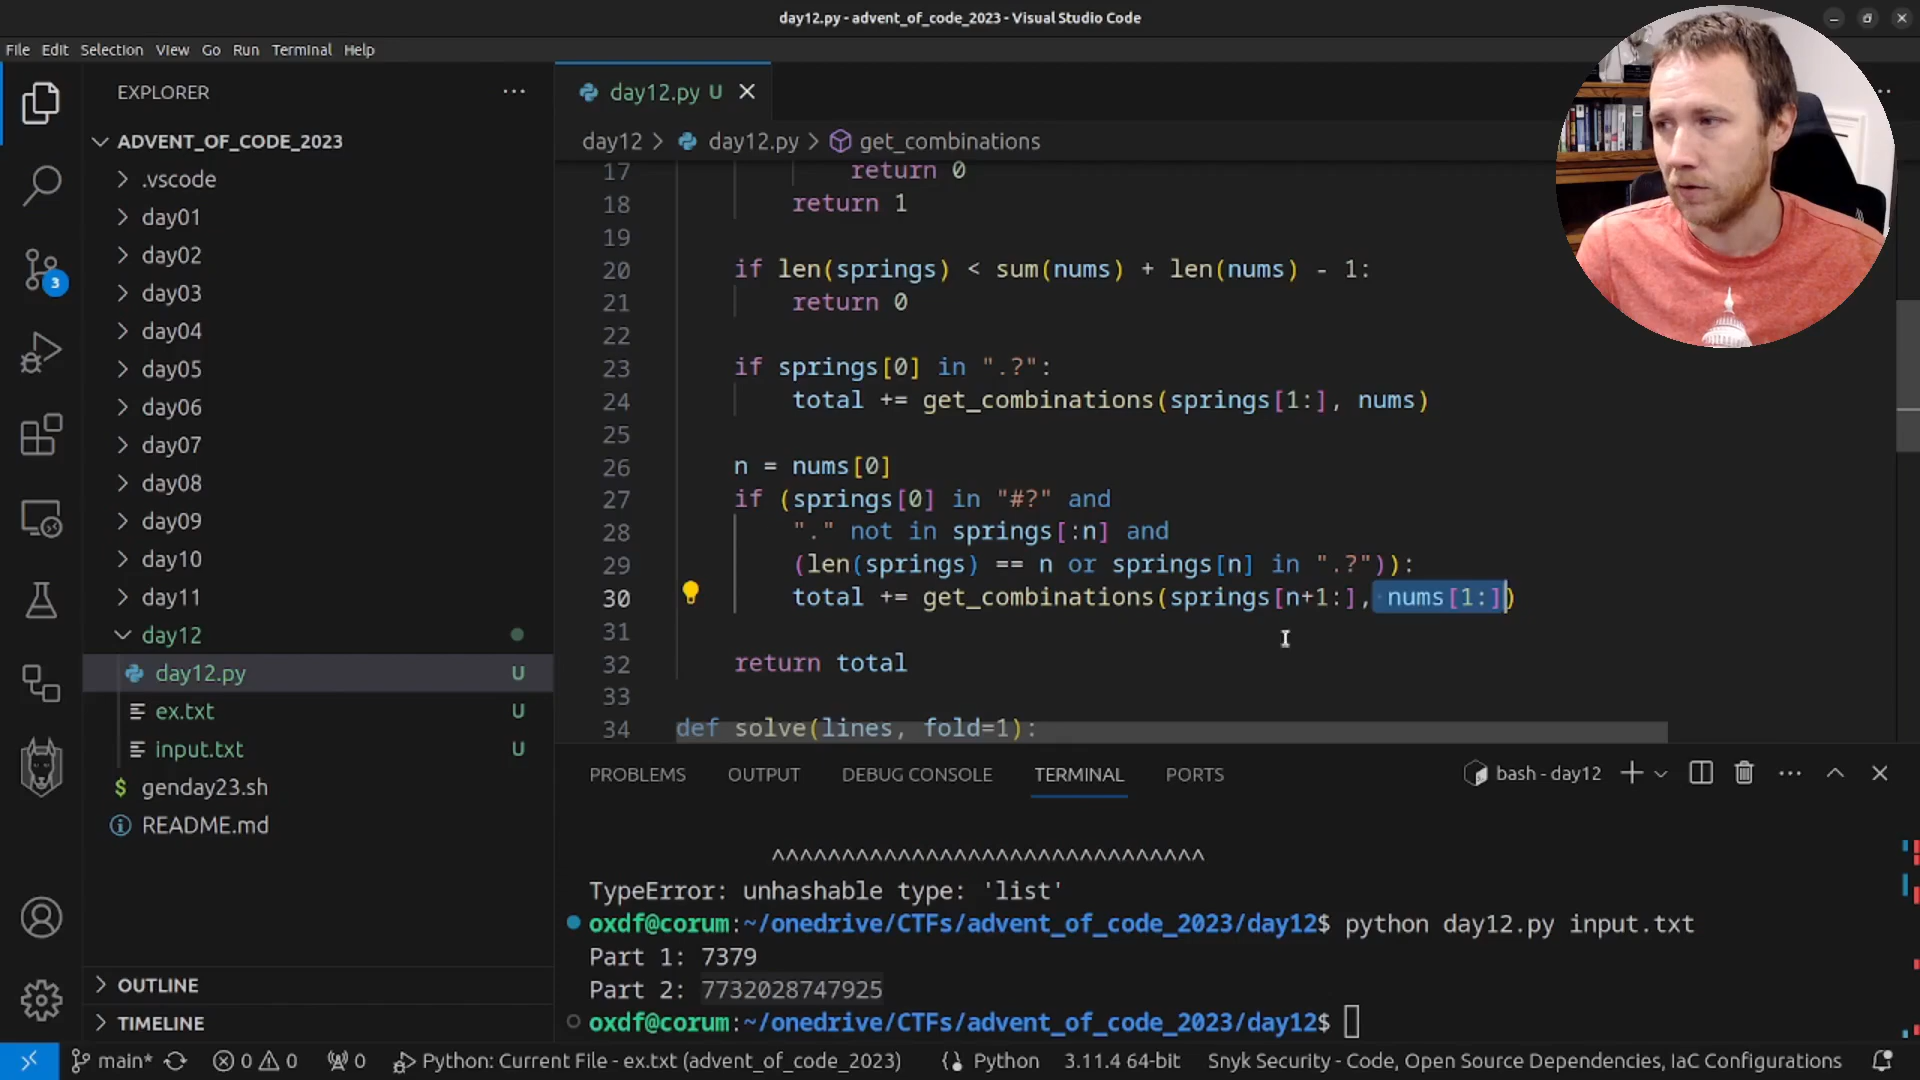 day12.py - advent_of_code_2023 - Visual Studio Code
File Edit Selection View Go Run Terminal Help
EXPLORER
day12.py U
ADVENT_OF_CODE_2023
day12 > day12.py > get_combinations
.vscode
day01
day02
day03
day04
day05
day06
day07
day08
day09
day10
day11
day12
day12.py U
ex.txt U
input.txt U
genday23.sh
README.md
OUTLINE
TIMELINE
3
17 return 0
18 return 1
19
20 if len(springs) < sum(nums) + len(nums) - 1:
21 return 0
22
23 if springs[0] in ".?":
24 total += get_combinations(springs[1:], nums)
25
26 n = nums[0]
27 if (springs[0] in "#?" and
28 "." not in springs[:n] and
29 (len(springs) == n or springs[n] in ".?")):
30 total += get_combinations(springs[n+1:], nums[1:])
31
32 return total
33
34 def solve(lines, fold=1):
PROBLEMS OUTPUT DEBUG CONSOLE TERMINAL PORTS
bash - day12
^^^^^^^^^^^^^^^^^^^^^^^^^^^^^^
TypeError: unhashable type: 'list'
oxdf@corum:~/onedrive/CTFs/advent_of_code_2023/day12$ python day12.py input.txt
Part 1: 7379
Part 2: 7732028747925
oxdf@corum:~/onedrive/CTFs/advent_of_code_2023/day12$
main* 0 0 0 Python: Current File - ex.txt (advent_of_code_2023) Python 3.11.4 64-bit Snyk Security - Code, Open Source Dependencies, IaC Configurations